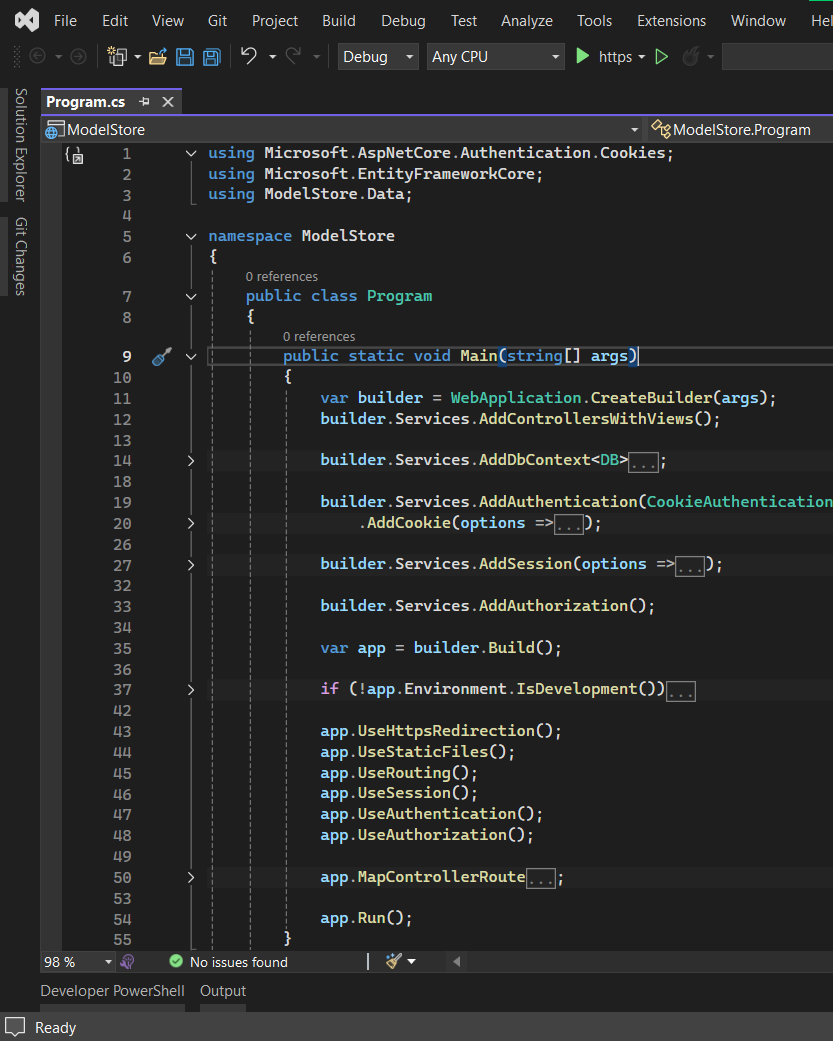 File Edit View Git Project Build Debug Test Analyze Tools Extensions Window Hel
Debug Any CPU https
Solution Explorer
Git Changes
Program.cs
ModelStore ModelStore.Program
1 using Microsoft.AspNetCore.Authentication.Cookies;
2 using Microsoft.EntityFrameworkCore;
3 using ModelStore.Data;
4
5 namespace ModelStore
6 {
0 references
7 public class Program
8 {
0 references
9 public static void Main(string[] args)
10 {
11 var builder = WebApplication.CreateBuilder(args);
12 builder.Services.AddControllersWithViews();
13
14 builder.Services.AddDbContext<DB>...;
18
19 builder.Services.AddAuthentication(CookieAuthentication
20 .AddCookie(options =>...);
26
27 builder.Services.AddSession(options =>...);
32
33 builder.Services.AddAuthorization();
34
35 var app = builder.Build();
36
37 if (!app.Environment.IsDevelopment())...
42
43 app.UseHttpsRedirection();
44 app.UseStaticFiles();
45 app.UseRouting();
46 app.UseSession();
47 app.UseAuthentication();
48 app.UseAuthorization();
49
50 app.MapControllerRoute...;
53
54 app.Run();
55 }
98 % No issues found
Developer PowerShell Output
Ready